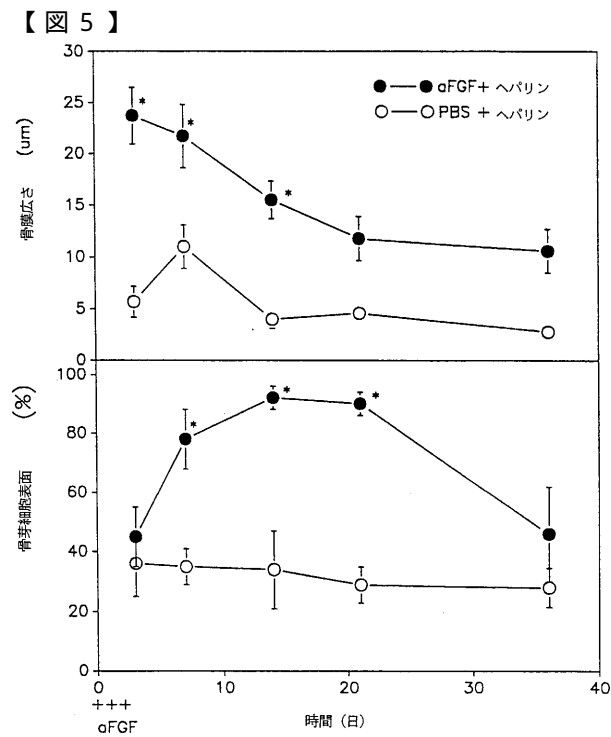 【図5】
30
25
20
15
10
5
0
骨膜広さ (um)
* * *
aFGF+ ヘパリン
PBS + ヘパリン
100
80
60
40
20
0
骨芽細胞表面 (%)
* * *
0 10 20 30 40
+++
aFGF
時間（日）